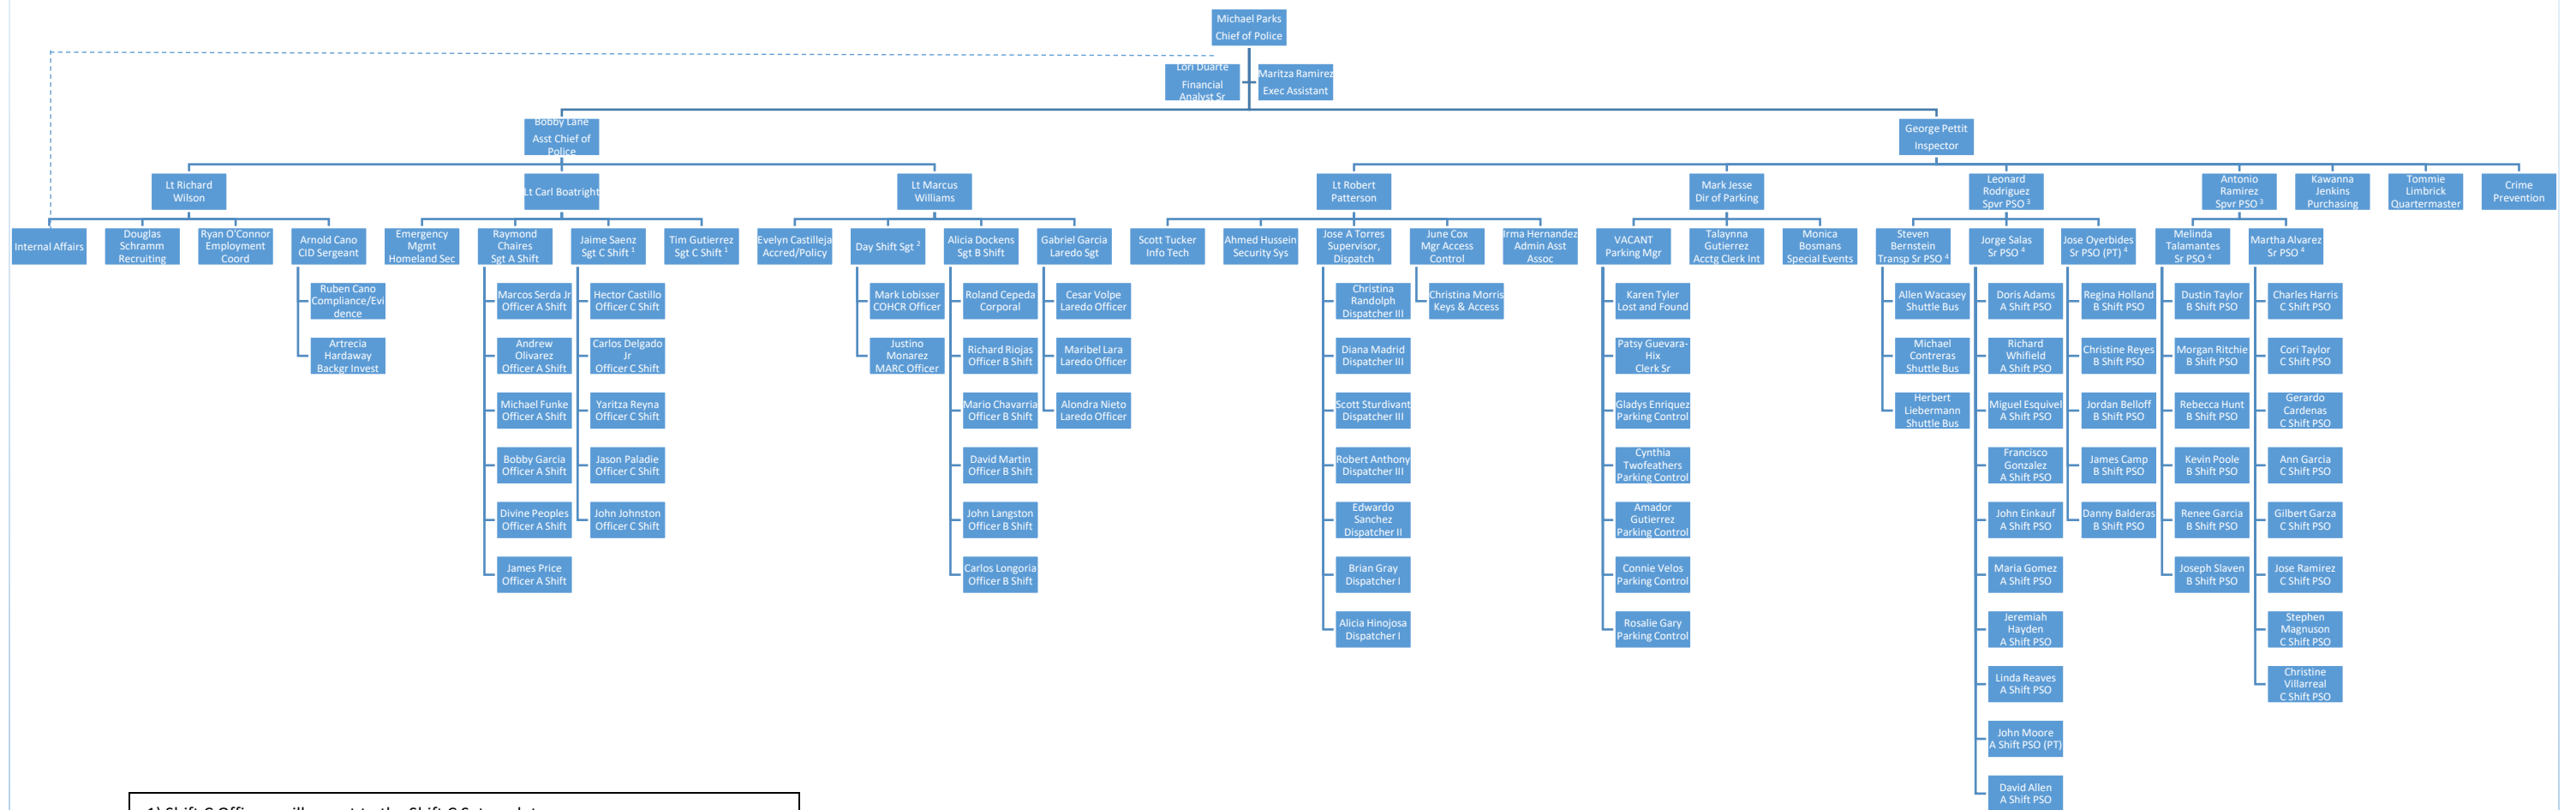 Michael Parks
Chief of Police
Lori Duarte
Financial
Analyst Sr
Maritza Ramirez
Exec Assistant
Bobby Lane
Asst Chief of
Police
George Pettit
Inspector
Lt Richard
Wilson
Lt Carl Boatright
Lt Marcus
Williams
Lt Robert
Patterson
Mark Jesse
Dir of Parking
Leonard
Rodriguez
Spvr PSO ³
Antonio
Ramirez
Spvr PSO ³
Kawanna
Jenkins
Purchasing
Tommie
Limbrick
Quartermaster
Crime
Prevention
Internal Affairs
Douglas
Schramm
Recruiting
Ryan O'Connor
Employment
Coord
Arnold Cano
CID Sergeant
Emergency
Mgmt
Homeland Sec
Raymond
Chaires
Sgt A Shift
Jaime Saenz
Sgt C Shift ¹
Tim Gutierrez
Sgt C Shift ¹
Evelyn Castilleja
Accred/Policy
Day Shift Sgt ²
Alicia Dockens
Sgt B Shift
Gabriel Garcia
Laredo Sgt
Scott Tucker
Info Tech
Ahmed Hussein
Security Sys
Jose A Torres
Supervisor,
Dispatch
June Cox
Mgr Access
Control
Irma Hernandez
Admin Asst
Assoc
VACANT
Parking Mgr
Talaynna
Gutierrez
Acctg Clerk Int
Monica
Bosmans
Special Events
Steven
Bernstein
Transp Sr PSO ⁴
Jorge Salas
Sr PSO ⁴
Jose Oyerbides
Sr PSO (PT) ⁴
Melinda
Talamantes
Sr PSO ⁴
Martha Alvarez
Sr PSO ⁴
Ruben Cano
Compliance/Evi
dence
Artrecia
Hardaway
Backgr Invest
Marcos Serda Jr
Officer A Shift
Andrew
Olivarez
Officer A Shift
Michael Funke
Officer A Shift
Bobby Garcia
Officer A Shift
Divine Peoples
Officer A Shift
James Price
Officer A Shift
Hector Castillo
Officer C Shift
Carlos Delgado
Jr
Officer C Shift
Yaritza Reyna
Officer C Shift
Jason Paladie
Officer C Shift
John Johnston
Officer C Shift
Mark Lobisser
COHCR Officer
Justino
Monarez
MARC Officer
Roland Cepeda
Corporal
Richard Riojas
Officer B Shift
Mario Chavarria
Officer B Shift
David Martin
Officer B Shift
John Langston
Officer B Shift
Carlos Longoria
Officer B Shift
Cesar Volpe
Laredo Officer
Maribel Lara
Laredo Officer
Alondra Nieto
Laredo Officer
Christina
Randolph
Dispatcher III
Diana Madrid
Dispatcher III
Scott Sturdivant
Dispatcher III
Robert Anthony
Dispatcher III
Edwardo
Sanchez
Dispatcher II
Brian Gray
Dispatcher I
Alicia Hinojosa
Dispatcher I
Christina Morris
Keys & Access
Karen Tyler
Lost and Found
Patsy Guevara-
Hix
Clerk Sr
Gladys Enriquez
Parking Control
Cynthia
Twofeathers
Parking Control
Amador
Gutierrez
Parking Control
Connie Velos
Parking Control
Rosalie Gary
Parking Control
Allen Wacasey
Shuttle Bus
Michael
Contreras
Shuttle Bus
Herbert
Liebermann
Shuttle Bus
Doris Adams
A Shift PSO
Richard
Whifield
A Shift PSO
Miguel Esquivel
A Shift PSO
Francisco
Gonzalez
A Shift PSO
John Einkauf
A Shift PSO
Maria Gomez
A Shift PSO
Jeremiah
Hayden
A Shift PSO
Linda Reaves
A Shift PSO
John Moore
A Shift PSO (PT)
David Allen
A Shift PSO
Regina Holland
B Shift PSO
Christine Reyes
B Shift PSO
Jordan Belloff
B Shift PSO
James Camp
B Shift PSO
Danny Balderas
B Shift PSO
Dustin Taylor
B Shift PSO
Morgan Ritchie
B Shift PSO
Rebecca Hunt
B Shift PSO
Kevin Poole
B Shift PSO
Renee Garcia
B Shift PSO
Joseph Slaven
B Shift PSO
Charles Harris
C Shift PSO
Cori Taylor
C Shift PSO
Gerardo
Cardenas
C Shift PSO
Ann Garcia
C Shift PSO
Gilbert Garza
C Shift PSO
Jose Ramirez
C Shift PSO
Stephen
Magnuson
C Shift PSO
Christine
Villarreal
C Shift PSO